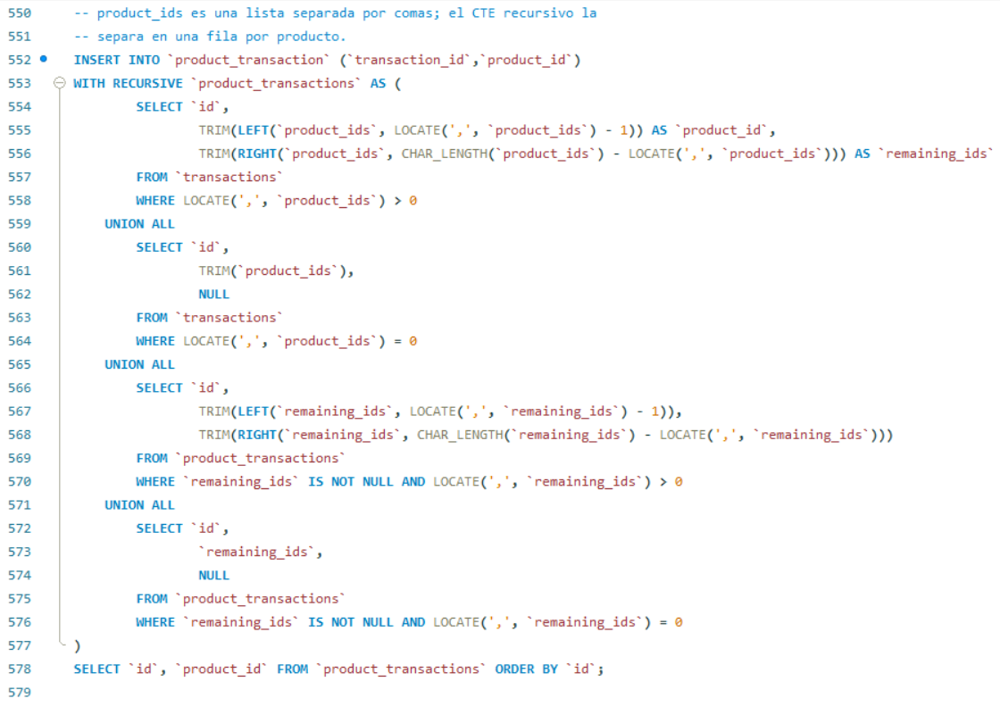 550 -- product_ids es una lista separada por comas; el CTE recursivo la
551 -- separa en una fila por producto.
552 INSERT INTO `product_transaction` (`transaction_id`,`product_id`)
553 WITH RECURSIVE `product_transactions` AS (
554 SELECT `id`,
555 TRIM(LEFT(`product_ids`, LOCATE(',', `product_ids`) - 1)) AS `product_id`,
556 TRIM(RIGHT(`product_ids`, CHAR_LENGTH(`product_ids`) - LOCATE(',', `product_ids`))) AS `remaining_ids`
557 FROM `transactions`
558 WHERE LOCATE(',', `product_ids`) > 0
559 UNION ALL
560 SELECT `id`,
561 TRIM(`product_ids`),
562 NULL
563 FROM `transactions`
564 WHERE LOCATE(',', `product_ids`) = 0
565 UNION ALL
566 SELECT `id`,
567 TRIM(LEFT(`remaining_ids`, LOCATE(',', `remaining_ids`) - 1)),
568 TRIM(RIGHT(`remaining_ids`, CHAR_LENGTH(`remaining_ids`) - LOCATE(',', `remaining_ids`)))
569 FROM `product_transactions`
570 WHERE `remaining_ids` IS NOT NULL AND LOCATE(',', `remaining_ids`) > 0
571 UNION ALL
572 SELECT `id`,
573 `remaining_ids`,
574 NULL
575 FROM `product_transactions`
576 WHERE `remaining_ids` IS NOT NULL AND LOCATE(',', `remaining_ids`) = 0
577 )
578 SELECT `id`, `product_id` FROM `product_transactions` ORDER BY `id`;
579